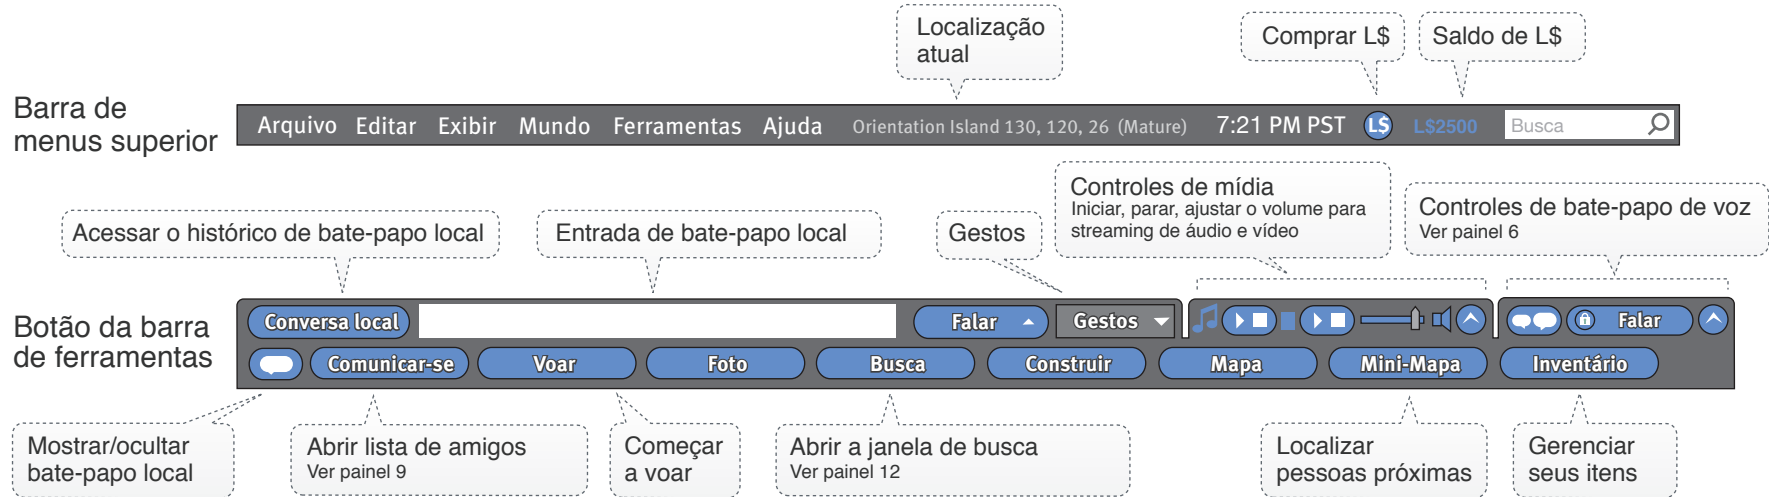 Localização
atual
Comprar L$
Saldo de L$
Barra de
menus superior
Arquivo Editar Exibir Mundo Ferramentas Ajuda Orientation Island 130, 120, 26 (Mature) 7:21 PM PST L$ L$2500 Busca
Controles de mídia
Iniciar, parar, ajustar o volume para
streaming de áudio e vídeo
Controles de bate-papo de voz
Ver painel 6
Acessar o histórico de bate-papo local
Entrada de bate-papo local
Gestos
Botão da barra
de ferramentas
Conversa local Falar Gestos Falar
Comunicar-se Voar Foto Busca Construir Mapa Mini-Mapa Inventário
Mostrar/ocultar
bate-papo local
Abrir lista de amigos
Ver painel 9
Começar
a voar
Abrir a janela de busca
Ver painel 12
Localizar
pessoas próximas
Gerenciar
seus itens